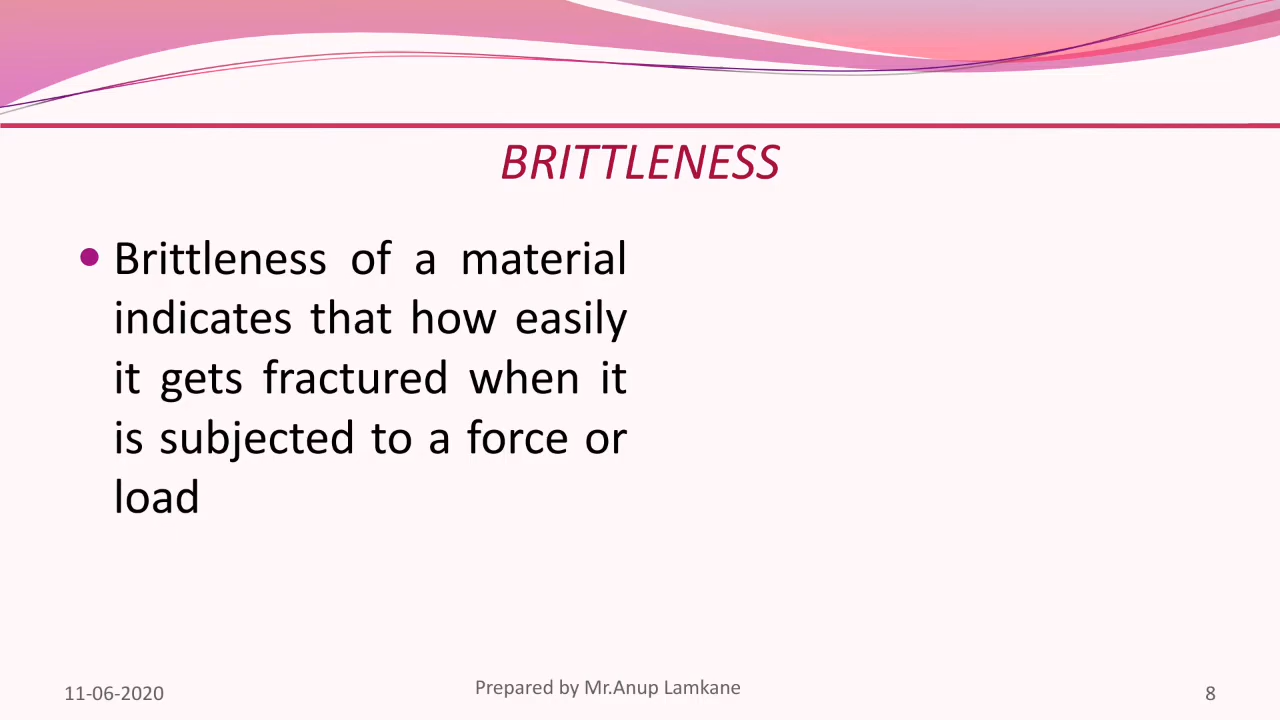 BRITTLENESS
Brittleness of a material
indicates that how easily
it gets fractured when it
is subjected to a force or
load
11-06-2020
Prepared by Mr.Anup Lamkane
8